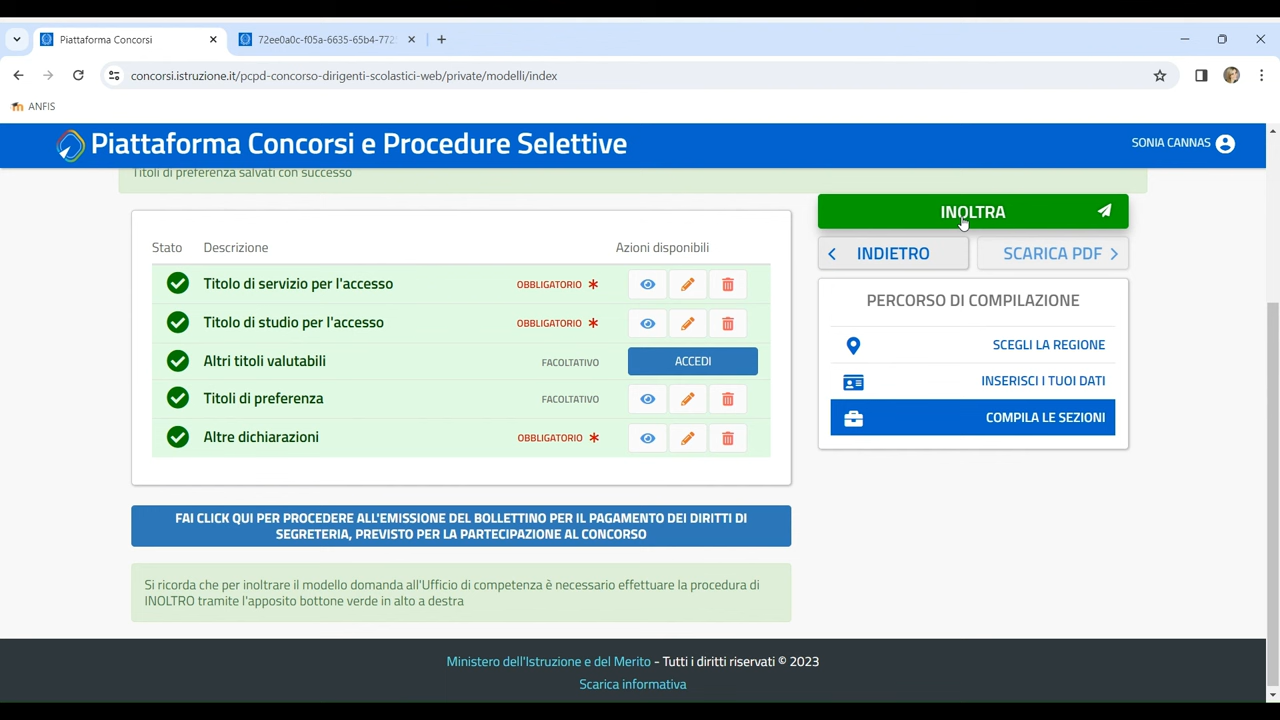 Piattaforma Concorsi
72ee0a0c-f05a-6635-65b4-772
concorsi.istruzione.it/pcpd-concorso-dirigenti-scolastici-web/private/modelli/index
ANFIS
Piattaforma Concorsi e Procedure Selettive
SONIA CANNAS
Titoli di preferenza salvati con successo
INOLTRA
INDIETRO
SCARICA PDF
Stato Descrizione Azioni disponibili
Titolo di servizio per l'accesso OBBLIGATORIO *
Titolo di studio per l'accesso OBBLIGATORIO *
Altri titoli valutabili FACOLTATIVO ACCEDI
Titoli di preferenza FACOLTATIVO
Altre dichiarazioni OBBLIGATORIO *
PERCORSO DI COMPILAZIONE
SCEGLI LA REGIONE
INSERISCI I TUOI DATI
COMPILA LE SEZIONI
FAI CLICK QUI PER PROCEDERE ALL'EMISSIONE DEL BOLLETTINO PER IL PAGAMENTO DEI DIRITTI DI
SEGRETERIA, PREVISTO PER LA PARTECIPAZIONE AL CONCORSO
Si ricorda che per inoltrare il modello domanda all'Ufficio di competenza è necessario effettuare la procedura di
INOLTRO tramite l'apposito bottone verde in alto a destra
Ministero dell'Istruzione e del Merito - Tutti i diritti riservati © 2023
Scarica informativa